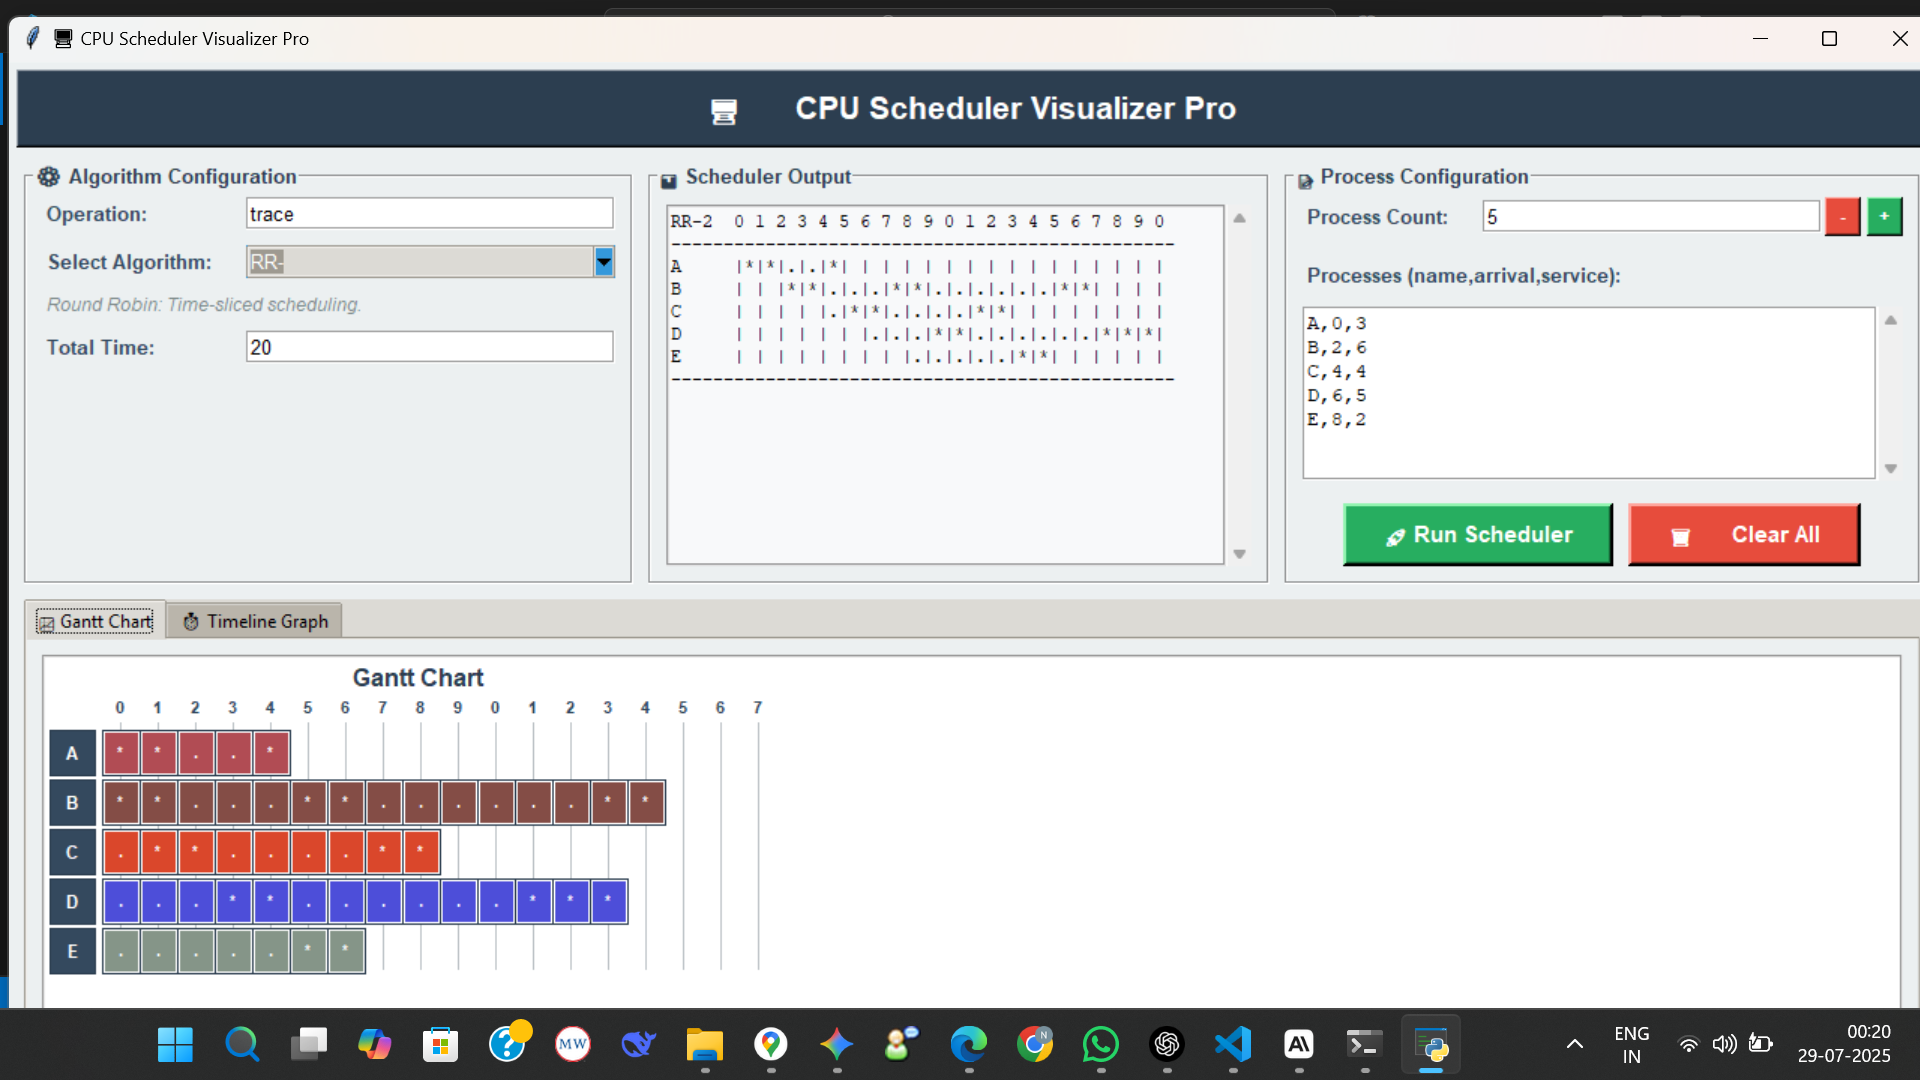 CPU Scheduler Visualizer Pro
CPU Scheduler Visualizer Pro
Algorithm Configuration
Operation: trace
Select Algorithm: RR-
Round Robin: Time-sliced scheduling.
Total Time: 20
Scheduler Output
RR-2  0 1 2 3 4 5 6 7 8 9 0 1 2 3 4 5 6 7 8 9 0
------------------------------------------------
A     |*|*|.|.|*| | | | | | | | | | | | | | | |
B     | | |*|*|.|.|.|*|*|.|.|.|.|.|.|*|*| | | |
C     | | | | |.|*|*|.|.|.|.|*|*| | | | | | | |
D     | | | | | | |.|.|.|*|*|.|.|.|.|.|.|*|*|*|
E     | | | | | | | | |.|.|.|.|.|*|*| | | | | |
------------------------------------------------
Process Configuration
Process Count: 5 - +
Processes (name,arrival,service):
A,0,3
B,2,6
C,4,4
D,6,5
E,8,2
Run Scheduler Clear All
Gantt Chart Timeline Graph
Gantt Chart
0 1 2 3 4 5 6 7 8 9 0 1 2 3 4 5 6 7
A * * . . *
B * * . . . * * . . . . . . * *
C . * * . . . . * *
D . . . * * . . . . . . * * *
E . . . . . * *
MW
N
ENG
IN
00:20
29-07-2025